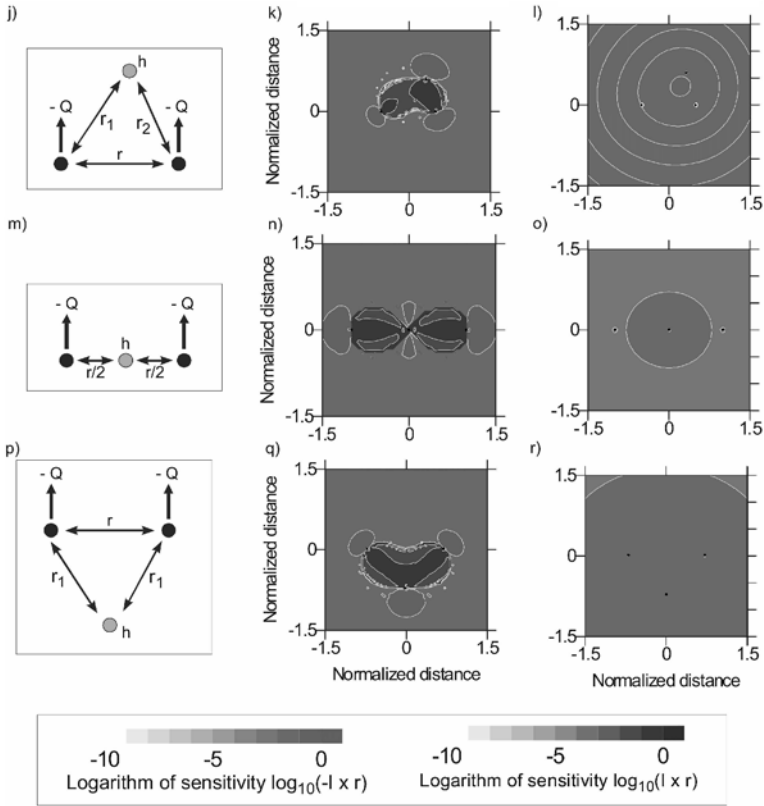 j)
h
- Q
- Q
r1
r2
r
k)
Normalized distance
1.5
0
-1.5
-1.5
0
1.5
l)
1.5
0
-1.5
-1.5
0
1.5
m)
- Q
- Q
h
r/2
r/2
n)
Normalized distance
1.5
0
-1.5
-1.5
0
1.5
o)
1.5
0
-1.5
-1.5
0
1.5
p)
- Q
- Q
r
r1
r1
h
q)
Normalized distance
1.5
0
-1.5
-1.5
0
1.5
Normalized distance
r)
1.5
0
-1.5
-1.5
0
1.5
Normalized distance
-10
-5
0
Logarithm of sensitivity log10(-I x r)
-10
-5
0
Logarithm of sensitivity log10(I x r)